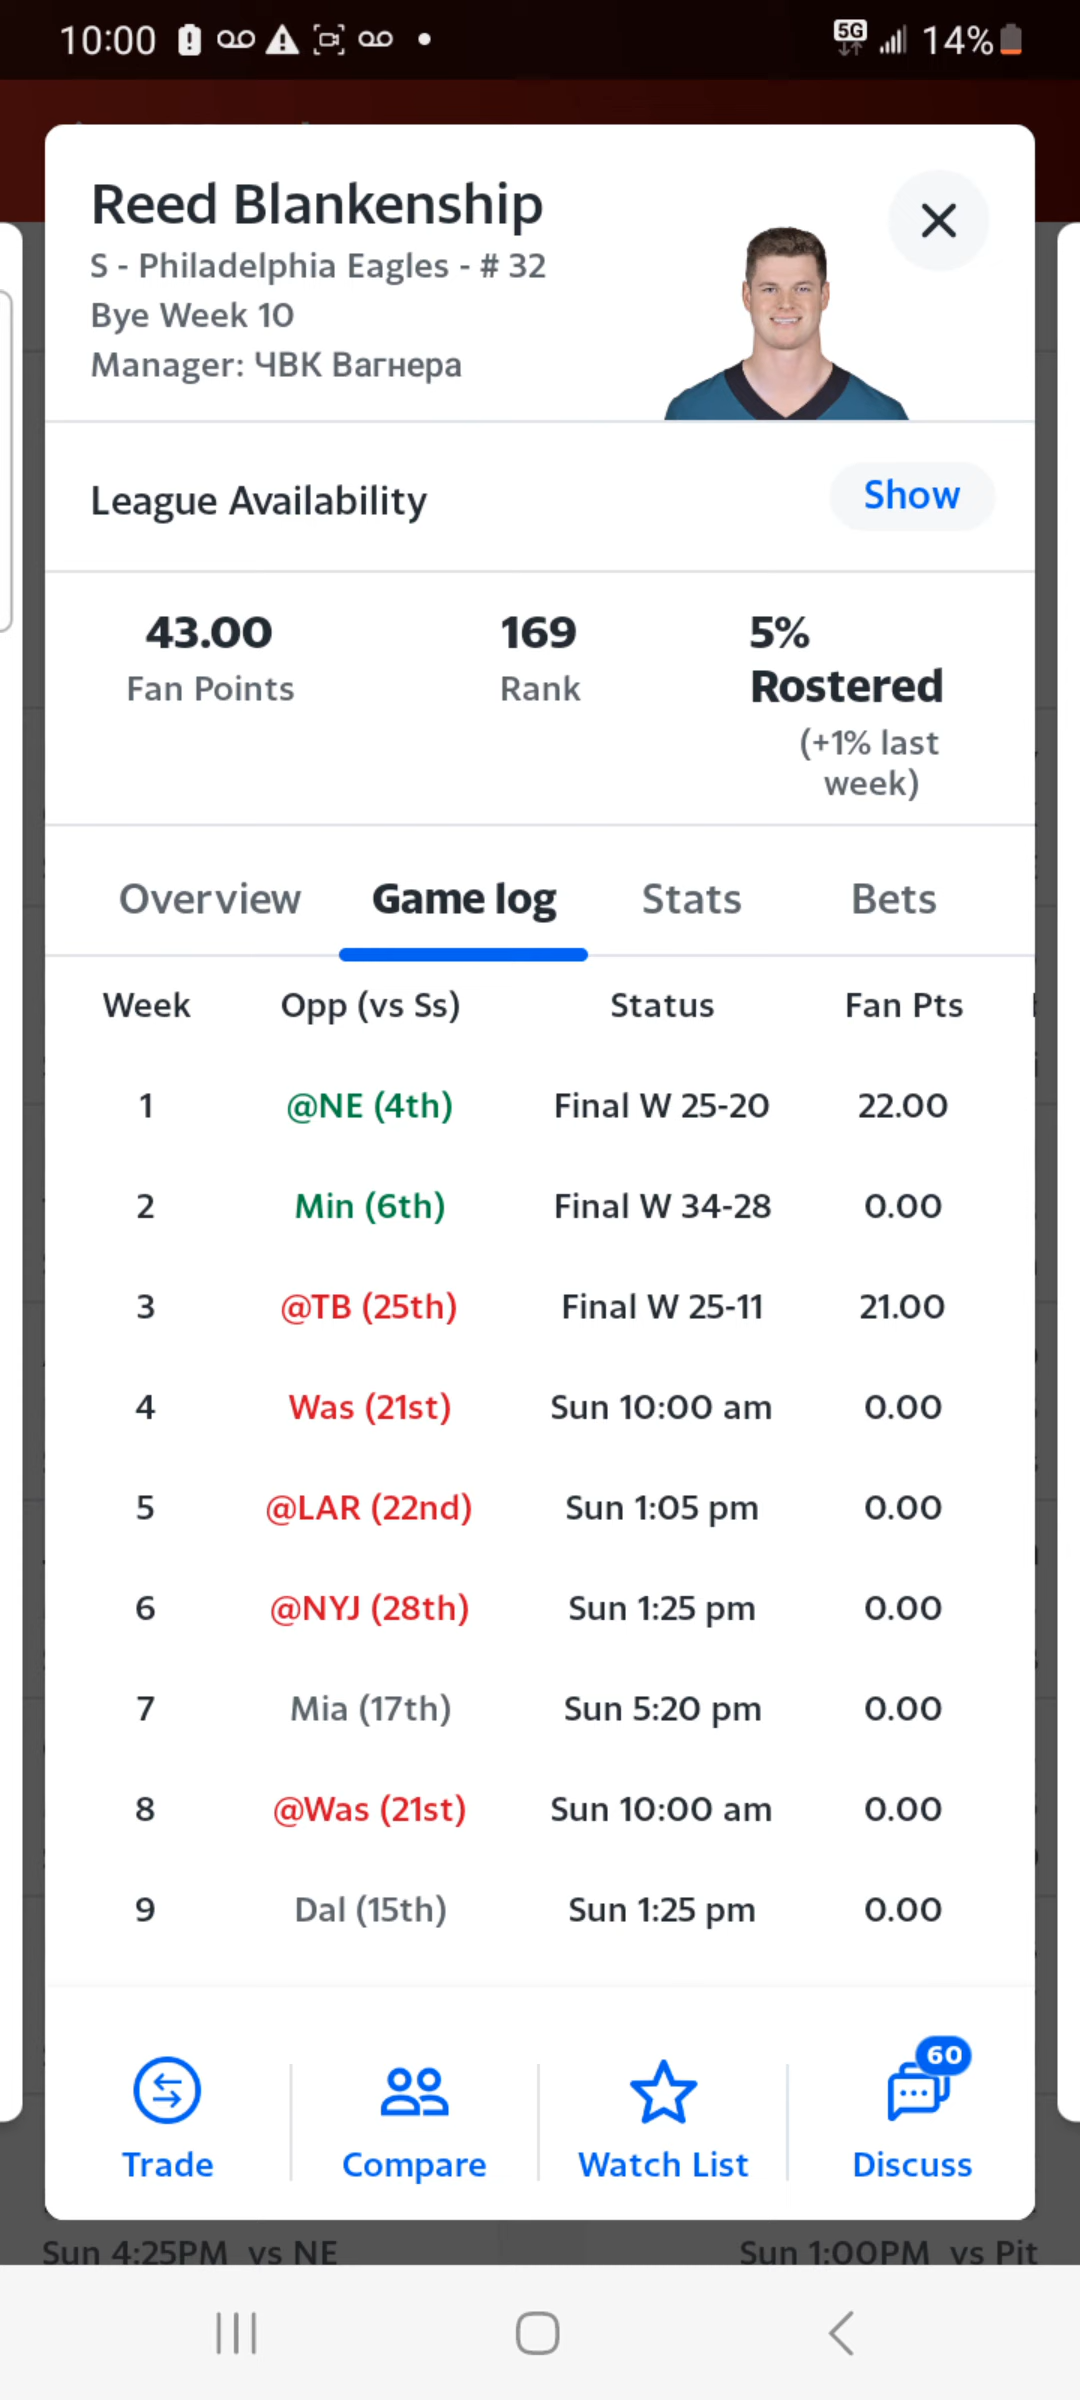 10:00 5G 14%
Reed Blankenship
S - Philadelphia Eagles - # 32
Bye Week 10
Manager: ЧВК Вагнера
League Availability Show
43.00 169 5%
Fan Points Rank Rostered
(+1% last
week)
Overview Game log Stats Bets
Week Opp (vs Ss) Status Fan Pts
1 @NE (4th) Final W 25-20 22.00
2 Min (6th) Final W 34-28 0.00
3 @TB (25th) Final W 25-11 21.00
4 Was (21st) Sun 10:00 am 0.00
5 @LAR (22nd) Sun 1:05 pm 0.00
6 @NYJ (28th) Sun 1:25 pm 0.00
7 Mia (17th) Sun 5:20 pm 0.00
8 @Was (21st) Sun 10:00 am 0.00
9 Dal (15th) Sun 1:25 pm 0.00
60
Trade Compare Watch List Discuss
Sun 4:25PM vs NE Sun 1:00PM vs Pit